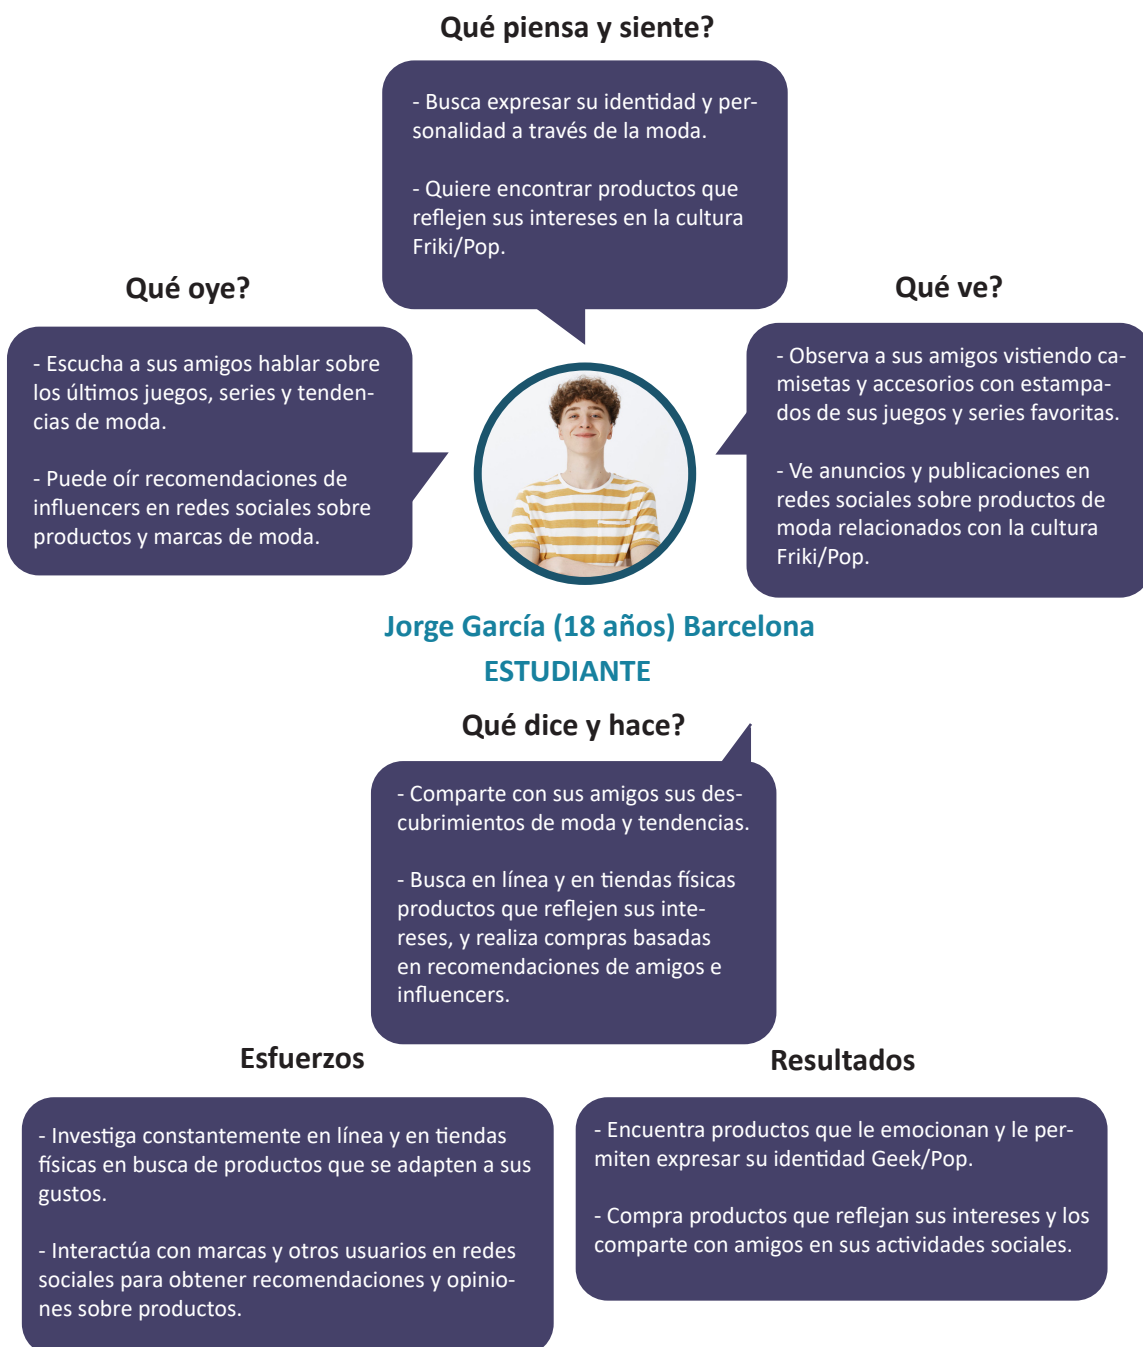 Qué piensa y siente?
- Busca expresar su identidad y per-
sonalidad a través de la moda.
- Quiere encontrar productos que
reflejen sus intereses en la cultura
Friki/Pop.
Qué oye?
- Escucha a sus amigos hablar sobre
los últimos juegos, series y tenden-
cias de moda.
- Puede oír recomendaciones de
influencers en redes sociales sobre
productos y marcas de moda.
Qué ve?
- Observa a sus amigos vistiendo ca-
misetas y accesorios con estampa-
dos de sus juegos y series favoritas.
- Ve anuncios y publicaciones en
redes sociales sobre productos de
moda relacionados con la cultura
Friki/Pop.
Jorge García (18 años) Barcelona
ESTUDIANTE
Qué dice y hace?
- Comparte con sus amigos sus des-
cubrimientos de moda y tendencias.
- Busca en línea y en tiendas físicas
productos que reflejen sus inte-
reses, y realiza compras basadas
en recomendaciones de amigos e
influencers.
Esfuerzos
- Investiga constantemente en línea y en tiendas
físicas en busca de productos que se adapten a sus
gustos.
- Interactúa con marcas y otros usuarios en redes
sociales para obtener recomendaciones y opinio-
nes sobre productos.
Resultados
- Encuentra productos que le emocionan y le per-
miten expresar su identidad Geek/Pop.
- Compra productos que reflejan sus intereses y los
comparte con amigos en sus actividades sociales.